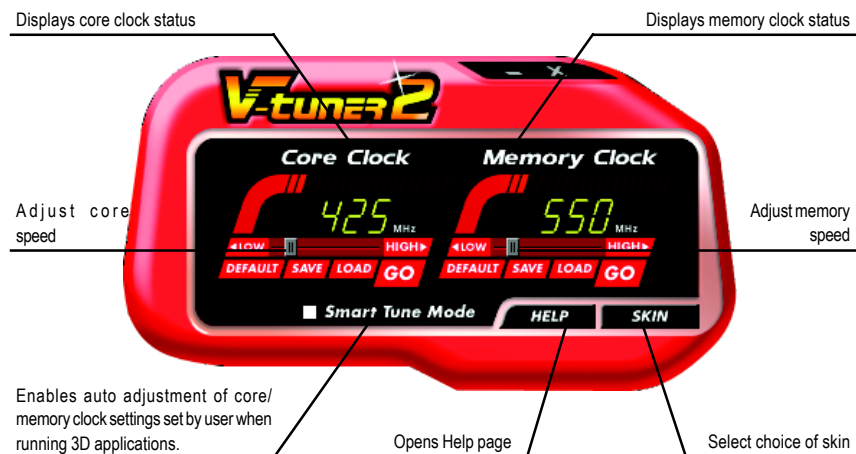 Displays core clock status
Displays memory clock status
– X
V-tuner 2
Core Clock
Memory Clock
425 MHz
550 MHz
Adjust core
speed
Adjust memory
speed
◀LOW HIGH▶
◀LOW HIGH▶
DEFAULT SAVE LOAD GO
DEFAULT SAVE LOAD GO
Smart Tune Mode
HELP
SKIN
Enables auto adjustment of core/
memory clock settings set by user when
running 3D applications.
Opens Help page
Select choice of skin